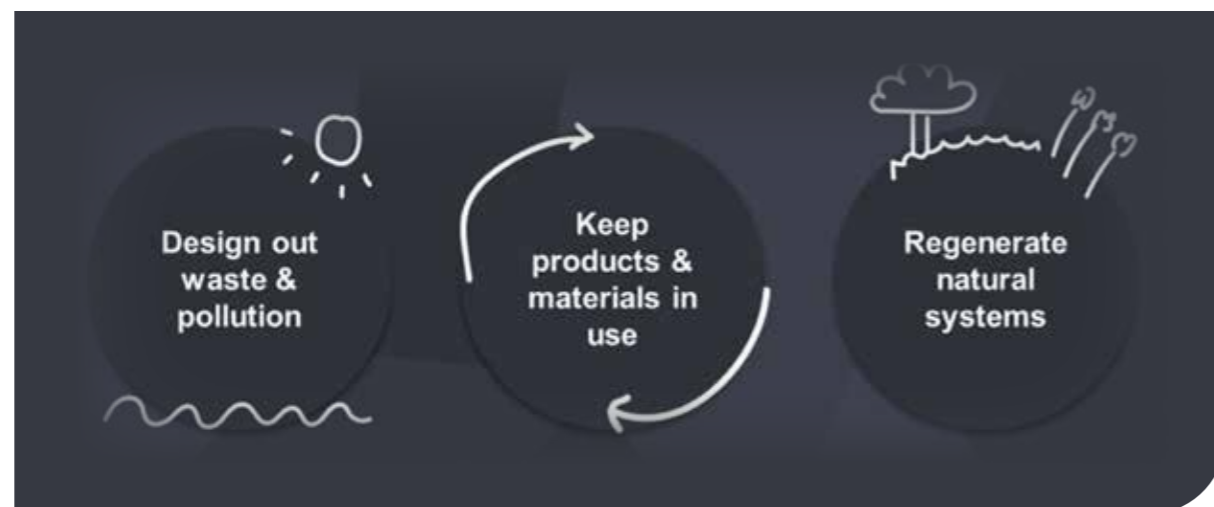 Design out
waste &
pollution
Keep
products &
materials in
use
Regenerate
natural
systems